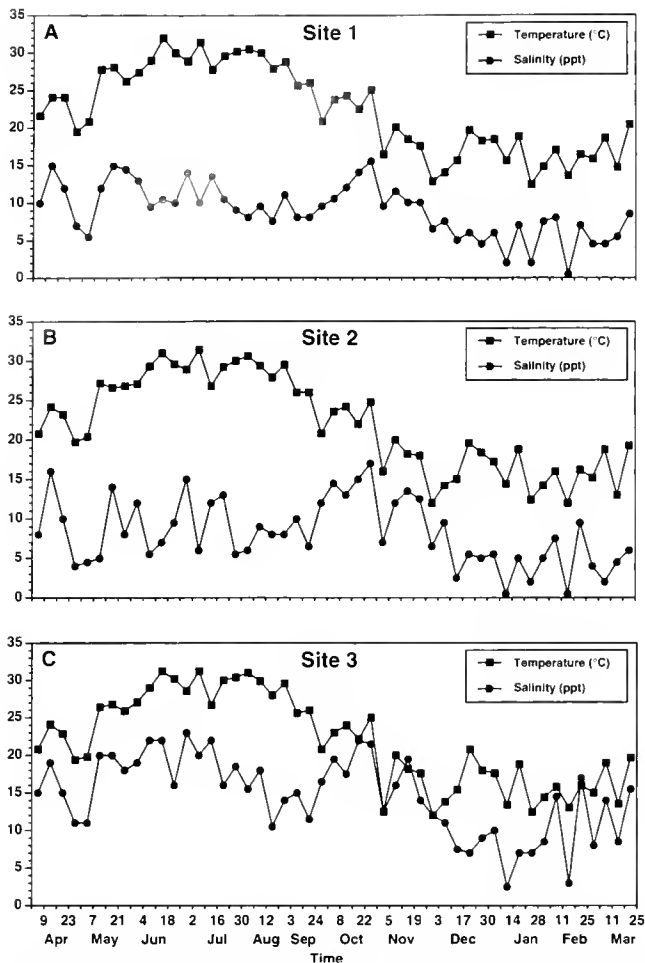 A
Site 1
Temperature (°C)
Salinity (ppt)
35
30
25
20
15
10
5
0
B
Site 2
Temperature (°C)
Salinity (ppt)
35
30
25
20
15
10
5
0
C
Site 3
Temperature (°C)
Salinity (ppt)
35
30
25
20
15
10
5
0
9 23 7 21 4 18 2 16 30 12 3 24 8 22 5 19 3 17 30 14 28 11 25 11 25
Apr May Jun Jul Aug Sep Oct Nov Dec Jan Feb Mar
Time